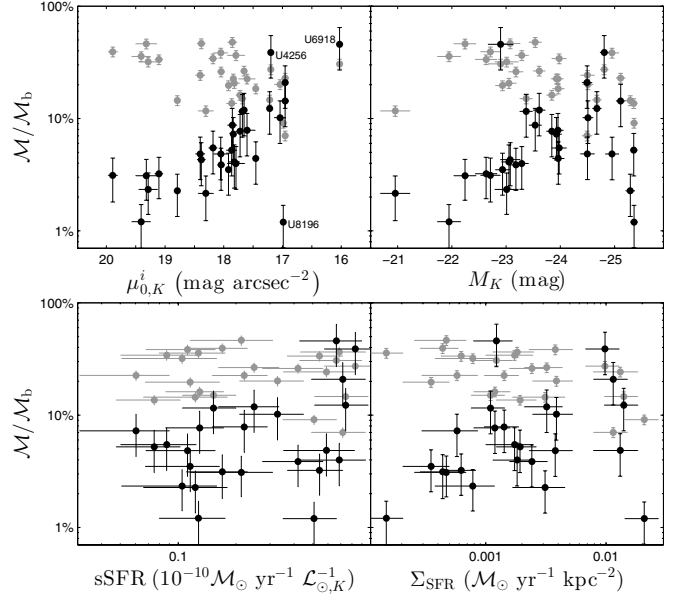 100%
10%
1%
ℳ/ℳ_b
U6918
U4256
U8196
20 19 18 17 16
μ^i_{0,K} (mag arcsec^{−2})
-21 -22 -23 -24 -25
M_K (mag)
100%
10%
1%
ℳ/ℳ_b
0.1
sSFR (10^{−10}ℳ_⊙ yr^{−1} ℒ^{−1}_{⊙,K})
0.001 0.01
Σ_SFR (ℳ_⊙ yr^{−1} kpc^{−2})